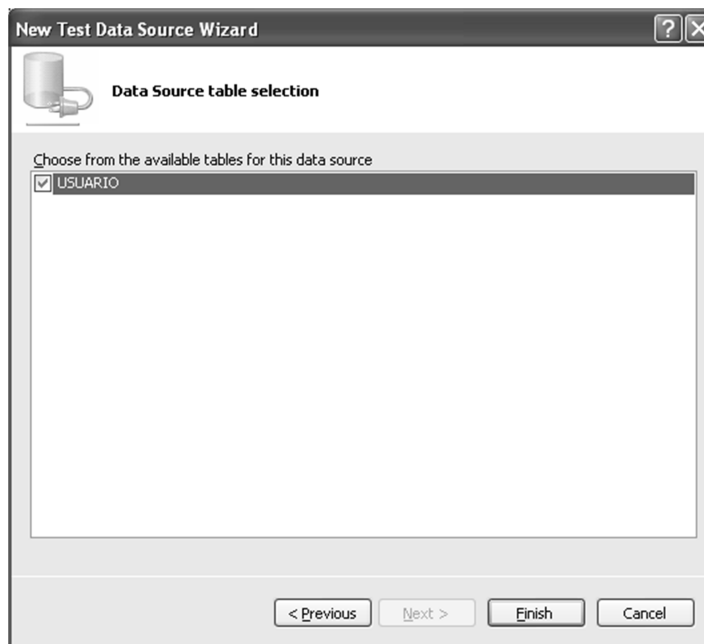 New Test Data Source Wizard
Data Source table selection
Choose from the available tables for this data source
USUARIO
< Previous
Next >
Finish
Cancel